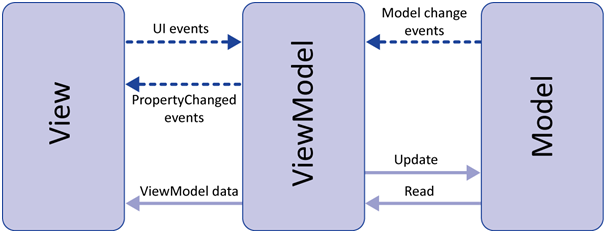 View
UI events
PropertyChanged
events
ViewModel data
ViewModel
Model change
events
Update
Read
Model